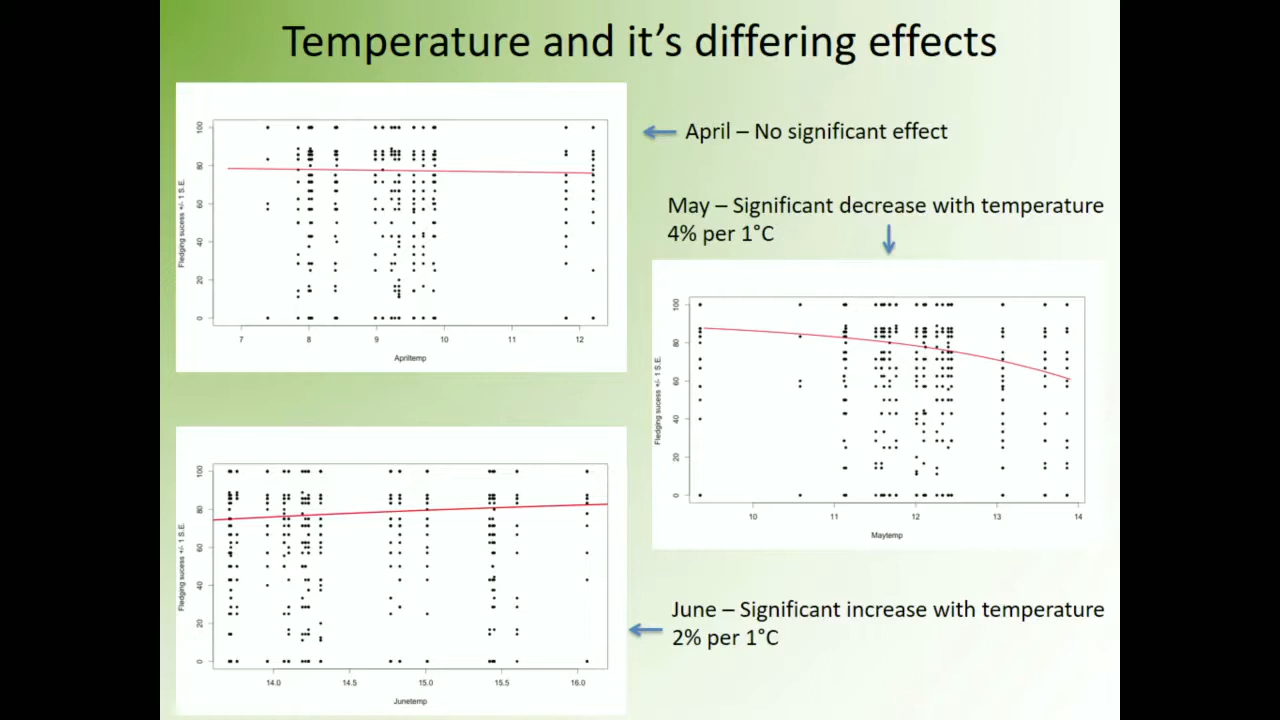 Temperature and it's differing effects
April – No significant effect
100
80
60
40
20
0
Fledging sucess +/- 1 S.E.
7 8 9 10 11 12
Apriltemp
May – Significant decrease with temperature
4% per 1°C
100
80
60
40
20
0
Fledging sucess +/- 1 S.E.
10 11 12 13 14
Maytemp
100
80
60
40
20
0
Fledging sucess +/- 1 S.E.
14.0 14.5 15.0 15.5 16.0
Junetemp
June – Significant increase with temperature
2% per 1°C